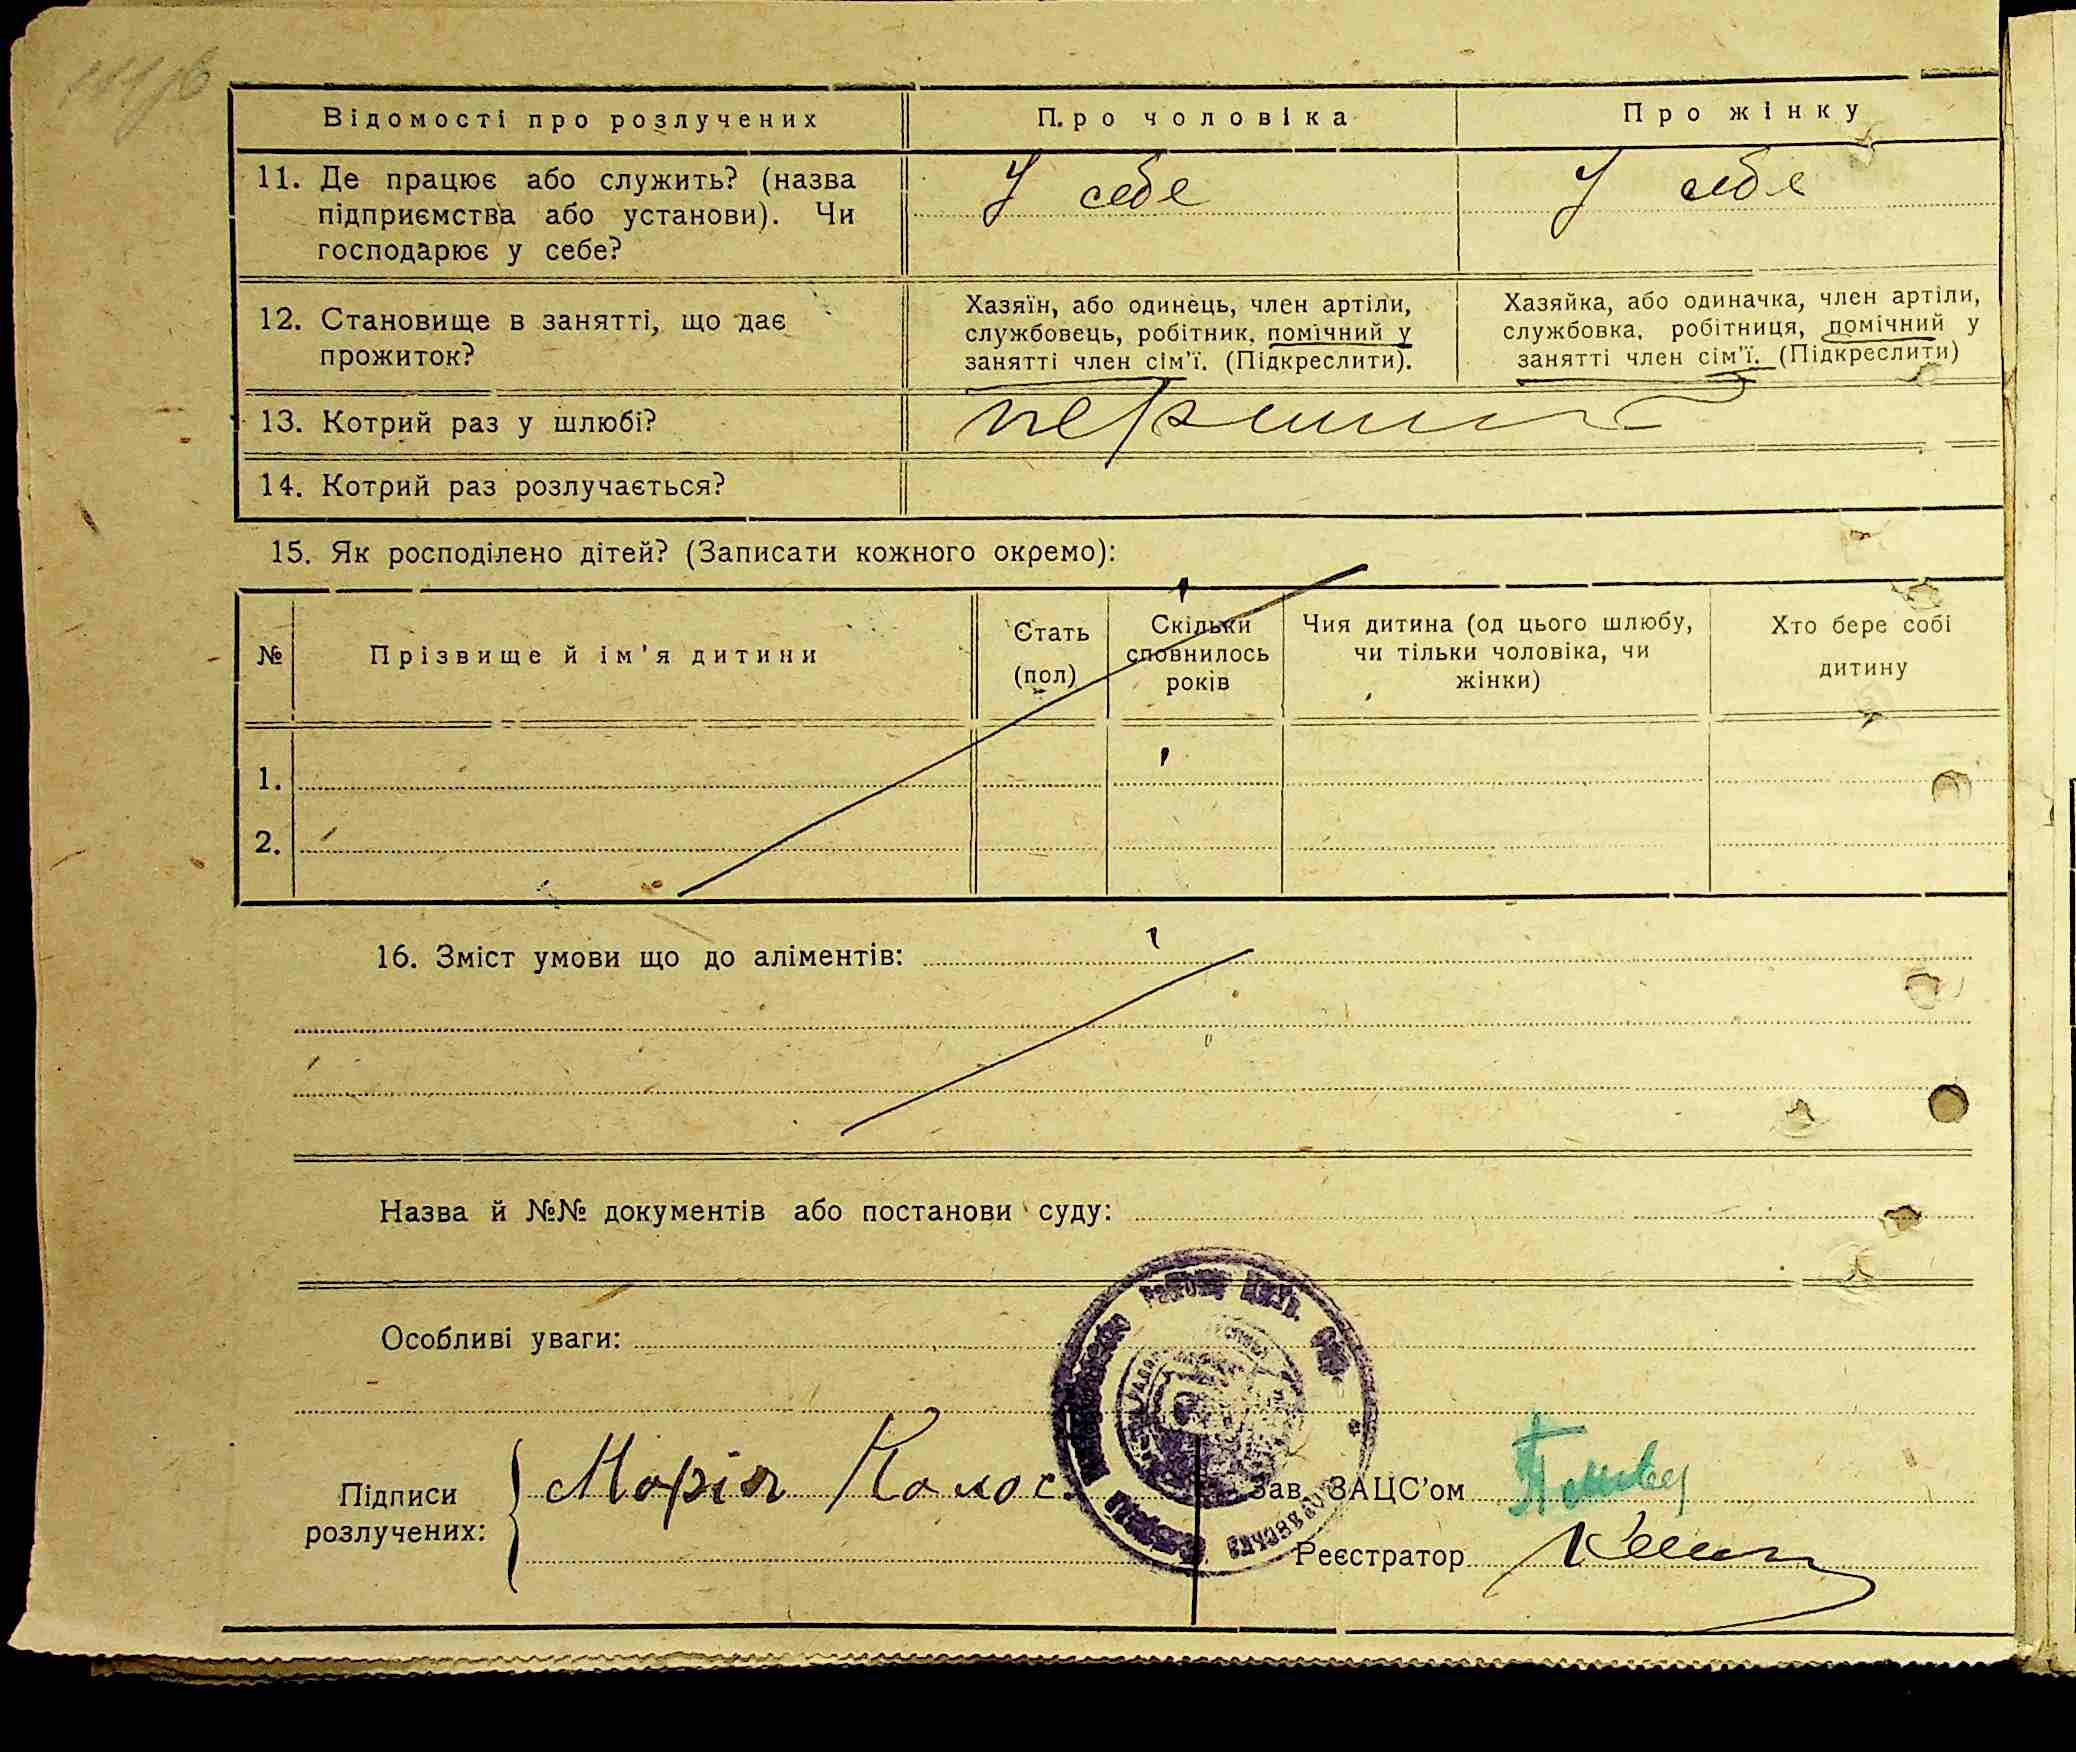 Відомості про розлучених
Про чоловіка
Про жінку
11. Де працює або служить? (назва
підприємства або установи). Чи
господарює у себе?
У себе
У себе
12. Становище в занятті, що дає
прожиток?
Хазяїн, або одинець, член артіли,
службовець, робітник, помічний у
занятті член сім'ї. (Підкреслити).
Хазяйка, або одиначка, член артіли,
службовка, робітниця, помічний у
занятті член сім'ї. (Підкреслити)
13. Котрий раз у шлюбі?
14. Котрий раз розлучається?
15. Як росподілено дітей? (Записати кожного окремо):
№
Прізвище й ім'я дитини
Стать
(пол)
Скільки
сповнилось
років
Чия дитина (од цього шлюбу,
чи тільки чоловіка, чи
жінки)
Хто бере собі
дитину
1.
2.
16. Зміст умови що до аліментів:
Назва й №№ документів або постанови суду:
Особливі уваги:
Підписи
розлучених:
Марія Колос.
Зав. ЗАЦС'ом
Реєстратор